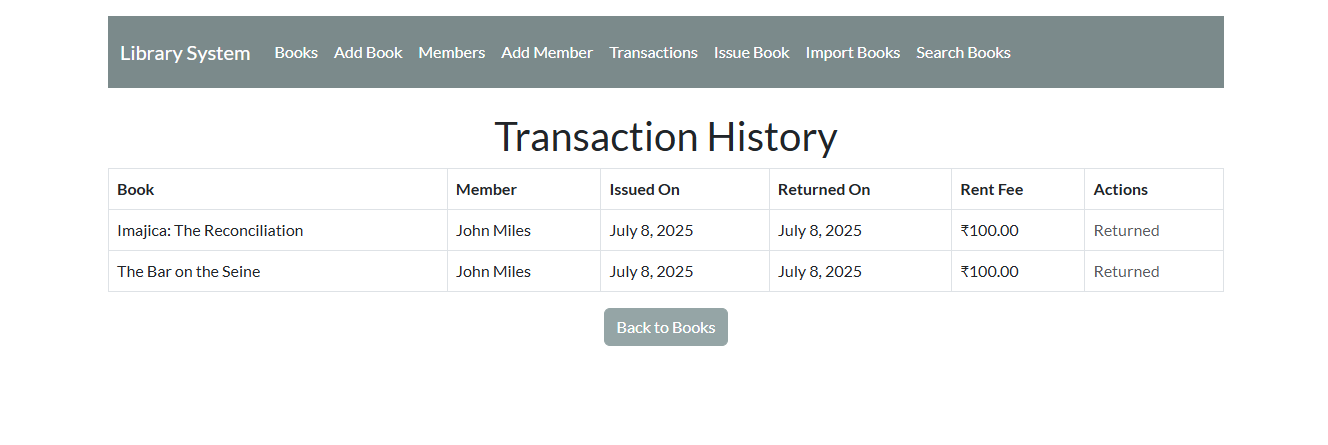 Library System Books Add Book Members Add Member Transactions Issue Book Import Books Search Books
Transaction History
Book Member Issued On Returned On Rent Fee Actions
Imajica: The Reconciliation John Miles July 8, 2025 July 8, 2025 ₹100.00 Returned
The Bar on the Seine John Miles July 8, 2025 July 8, 2025 ₹100.00 Returned
Back to Books